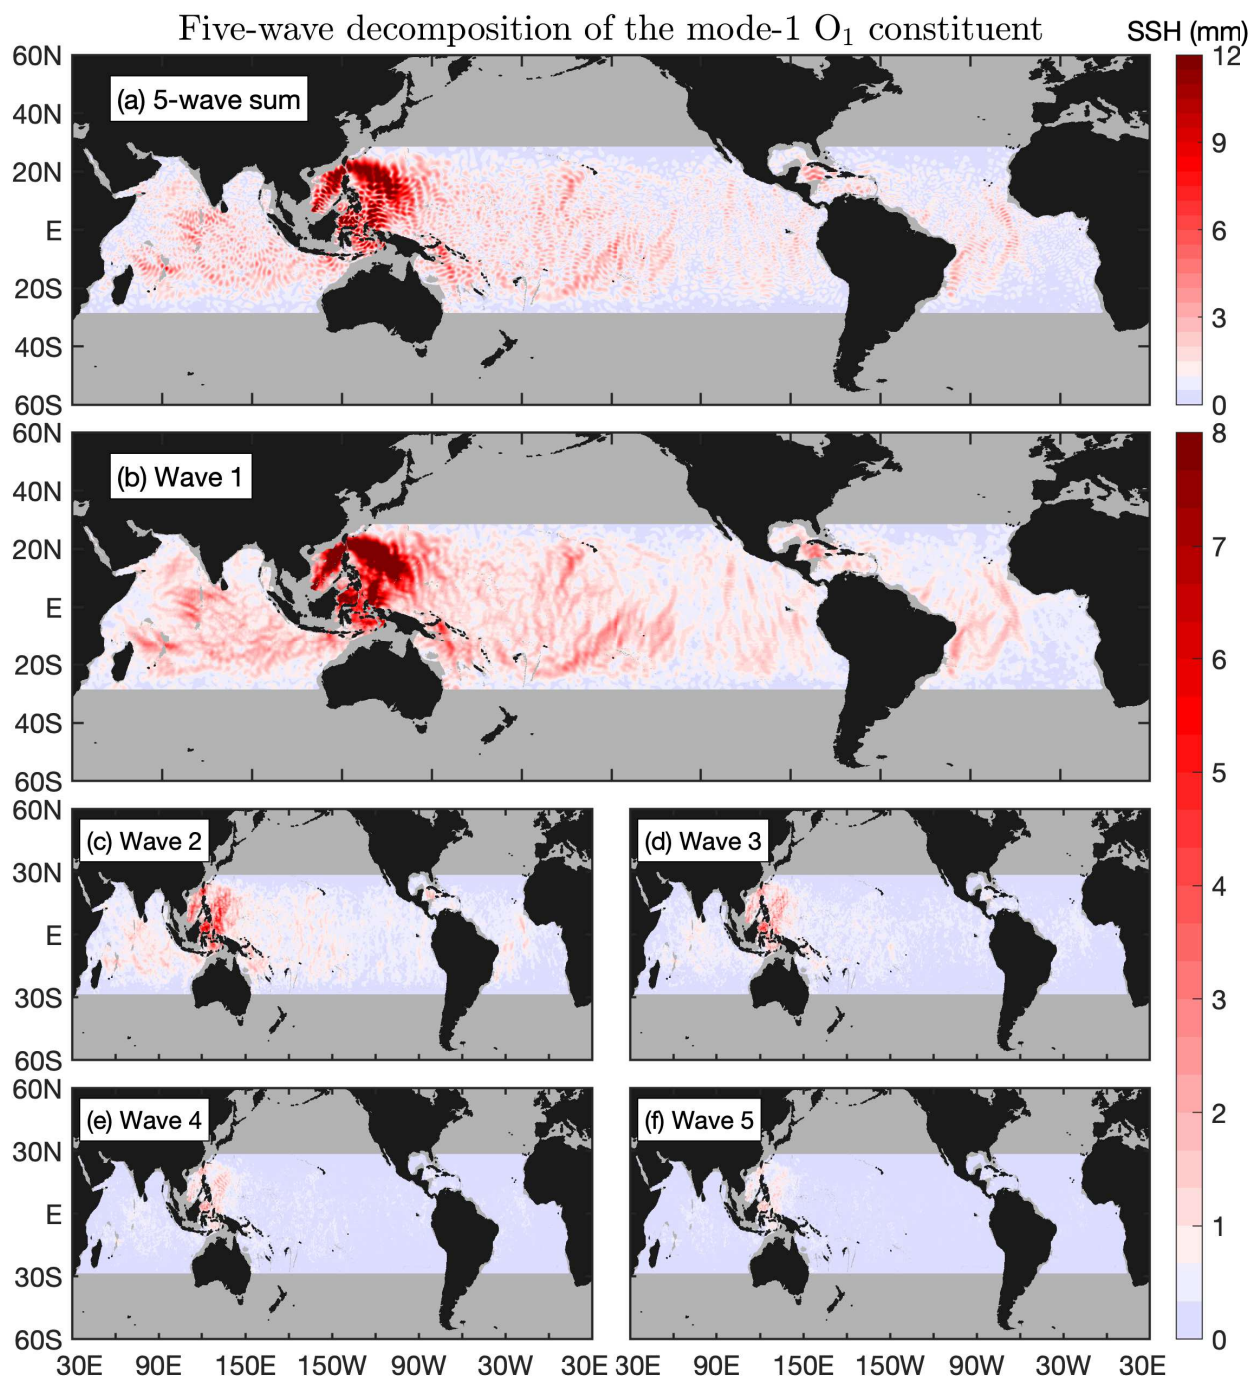 Five-wave decomposition of the mode-1 O₁ constituent
SSH (mm)
(a) 5-wave sum
60N
40N
20N
E
20S
40S
60S
12
9
6
3
0
(b) Wave 1
60N
40N
20N
E
20S
40S
60S
8
7
6
5
4
3
2
1
0
(c) Wave 2
60N
30N
E
30S
60S
(d) Wave 3
(e) Wave 4
60N
30N
E
30S
60S
(f) Wave 5
30E 90E 150E 150W 90W 30W 30E 30E 90E 150E 150W 90W 30W 30E